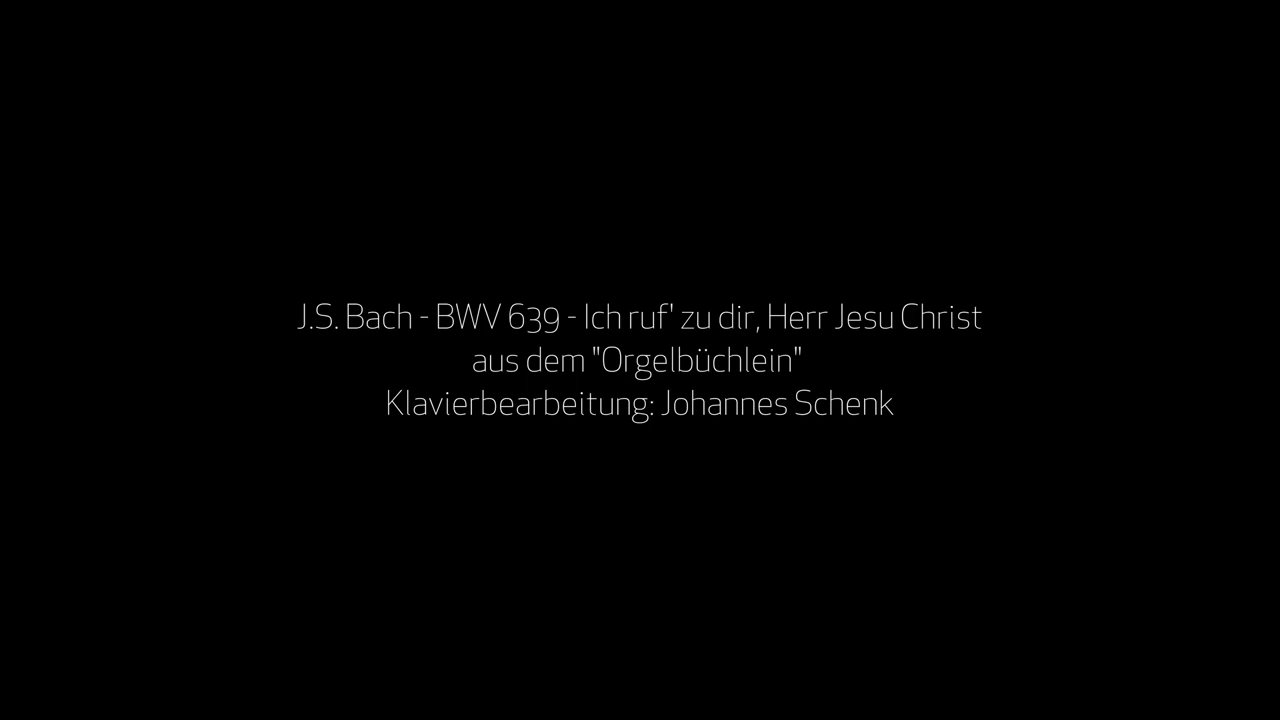 J.S. Bach - BWV 639 - Ich ruf' zu dir, Herr Jesu Christ
aus dem "Orgelbüchlein"
Klavierbearbeitung: Johannes Schenk